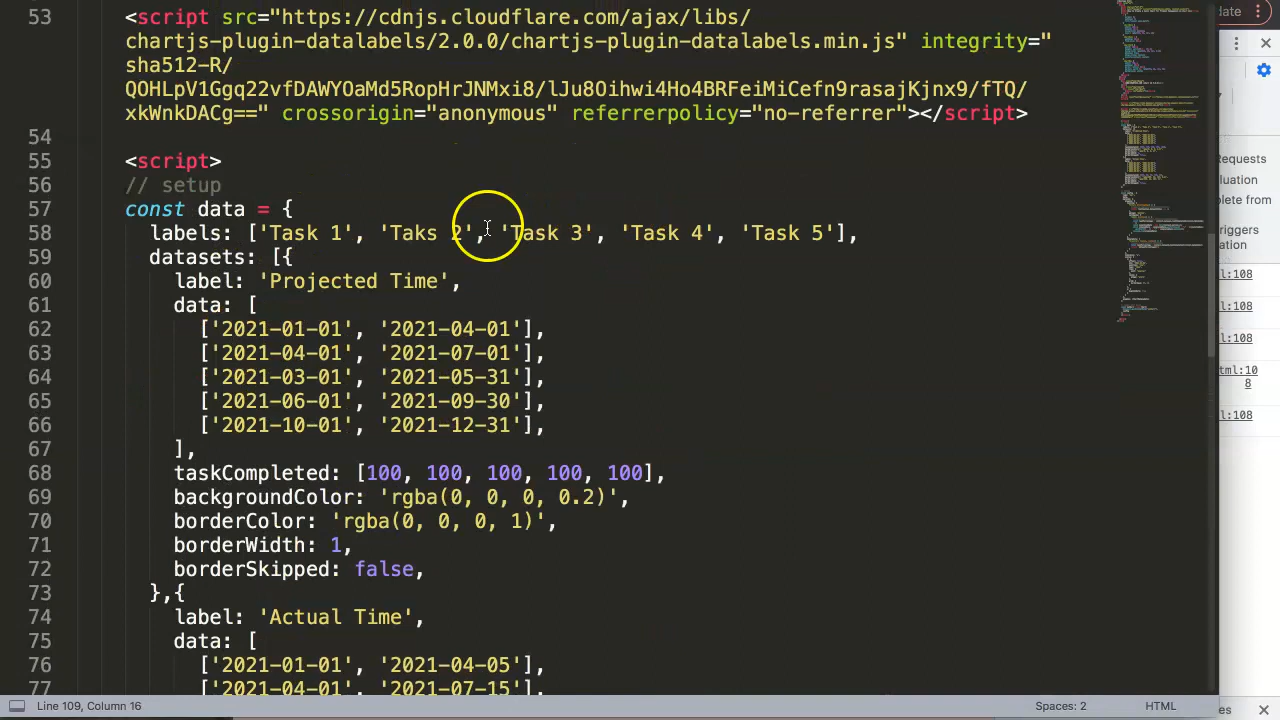 53 <script src="https://cdnjs.cloudflare.com/ajax/libs/
chartjs-plugin-datalabels/2.0.0/chartjs-plugin-datalabels.min.js" integrity="
sha512-R/
QOHLpV1Ggq22vfDAWYOaMd5RopHrJNMxi8/lJu8Oihwi4Ho4BRFeiMiCefn9rasajKjnx9/fTQ/
xkWnkDACg==" crossorigin="anonymous" referrerpolicy="no-referrer"></script>
54
55 <script>
56 // setup
57 const data = {
58 labels: ['Task 1', 'Taks 2', 'Task 3', 'Task 4', 'Task 5'],
59 datasets: [{
60 label: 'Projected Time',
61 data: [
62 ['2021-01-01', '2021-04-01'],
63 ['2021-04-01', '2021-07-01'],
64 ['2021-03-01', '2021-05-31'],
65 ['2021-06-01', '2021-09-30'],
66 ['2021-10-01', '2021-12-31'],
67 ],
68 taskCompleted: [100, 100, 100, 100, 100],
69 backgroundColor: 'rgba(0, 0, 0, 0.2)',
70 borderColor: 'rgba(0, 0, 0, 1)',
71 borderWidth: 1,
72 borderSkipped: false,
73 },{
74 label: 'Actual Time',
75 data: [
76 ['2021-01-01', '2021-04-05'],
77 ['2021-04-01', '2021-07-15'],
Line 109, Column 16
Spaces: 2
HTML
date
Requests
luation
plete from
riggers
ondition
l:108
l:108
l:108
tml:10
8
l:108
es